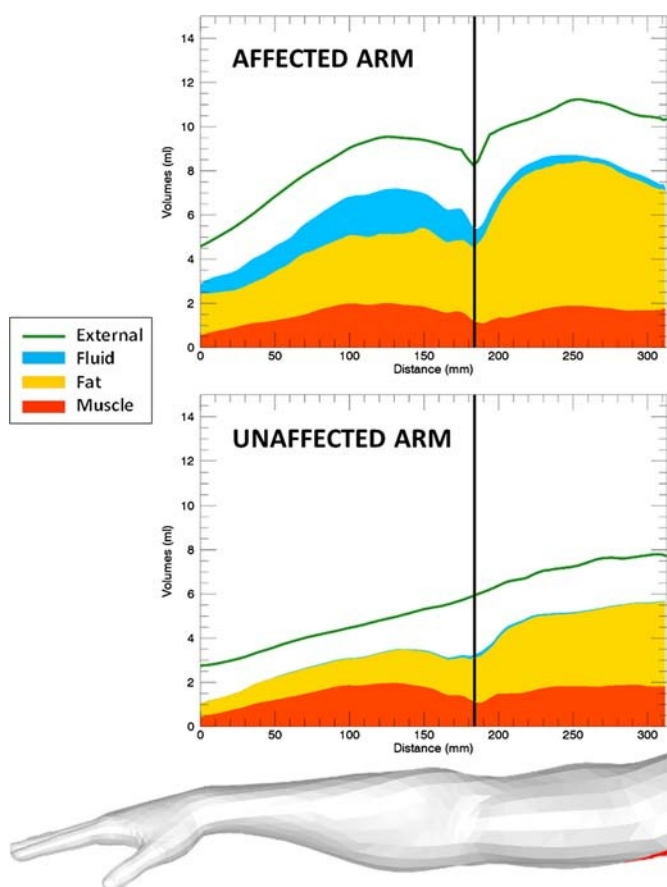 14
12
10
8
6
4
2
0
Volumes (ml)
AFFECTED ARM
0 50 100 150 200 250 300
Distance (mm)
External
Fluid
Fat
Muscle
14
12
10
8
6
4
2
0
Volumes (ml)
UNAFFECTED ARM
0 50 100 150 200 250 300
Distance (mm)